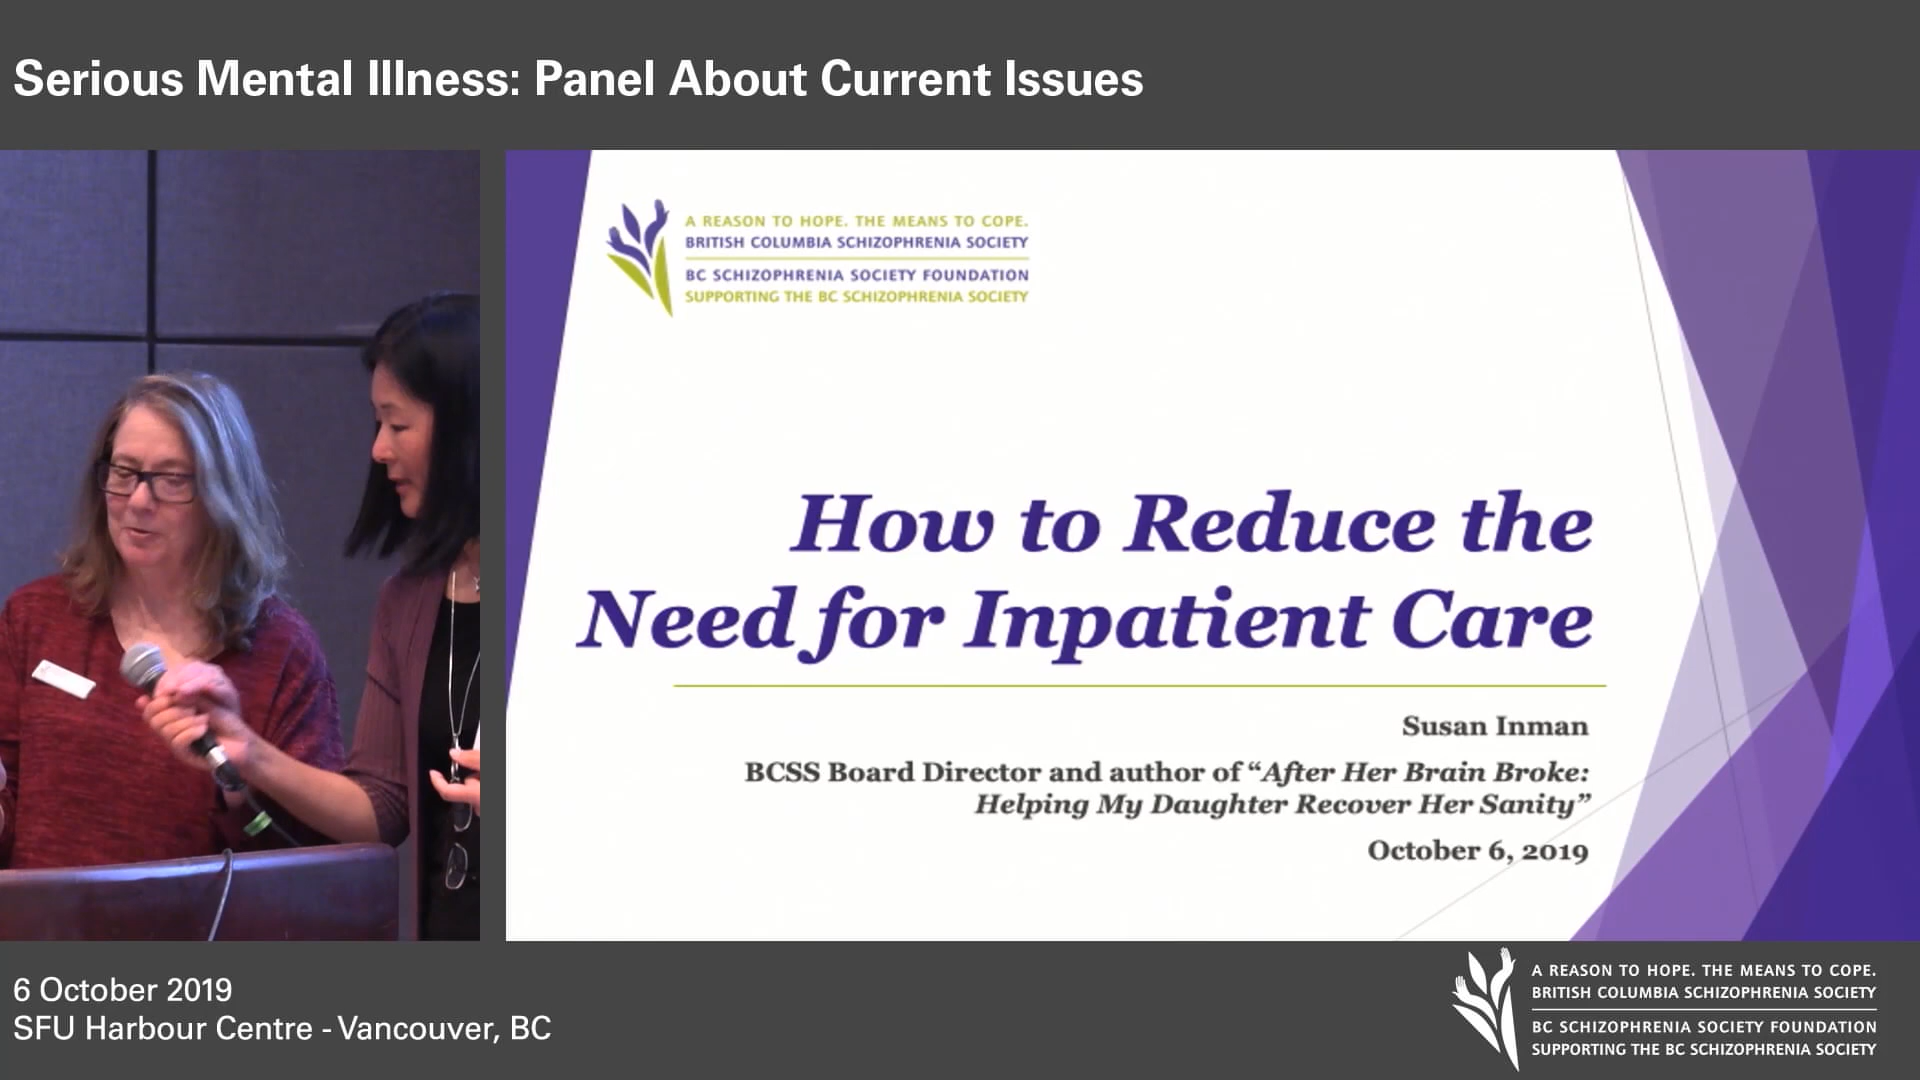 Serious Mental Illness: Panel About Current Issues
A REASON TO HOPE. THE MEANS TO COPE.
BRITISH COLUMBIA SCHIZOPHRENIA SOCIETY
BC SCHIZOPHRENIA SOCIETY FOUNDATION
SUPPORTING THE BC SCHIZOPHRENIA SOCIETY
How to Reduce the
Need for Inpatient Care
Susan Inman
BCSS Board Director and author of “After Her Brain Broke:
Helping My Daughter Recover Her Sanity”
October 6, 2019
6 October 2019
SFU Harbour Centre - Vancouver, BC
A REASON TO HOPE. THE MEANS TO COPE.
BRITISH COLUMBIA SCHIZOPHRENIA SOCIETY
BC SCHIZOPHRENIA SOCIETY FOUNDATION
SUPPORTING THE BC SCHIZOPHRENIA SOCIETY